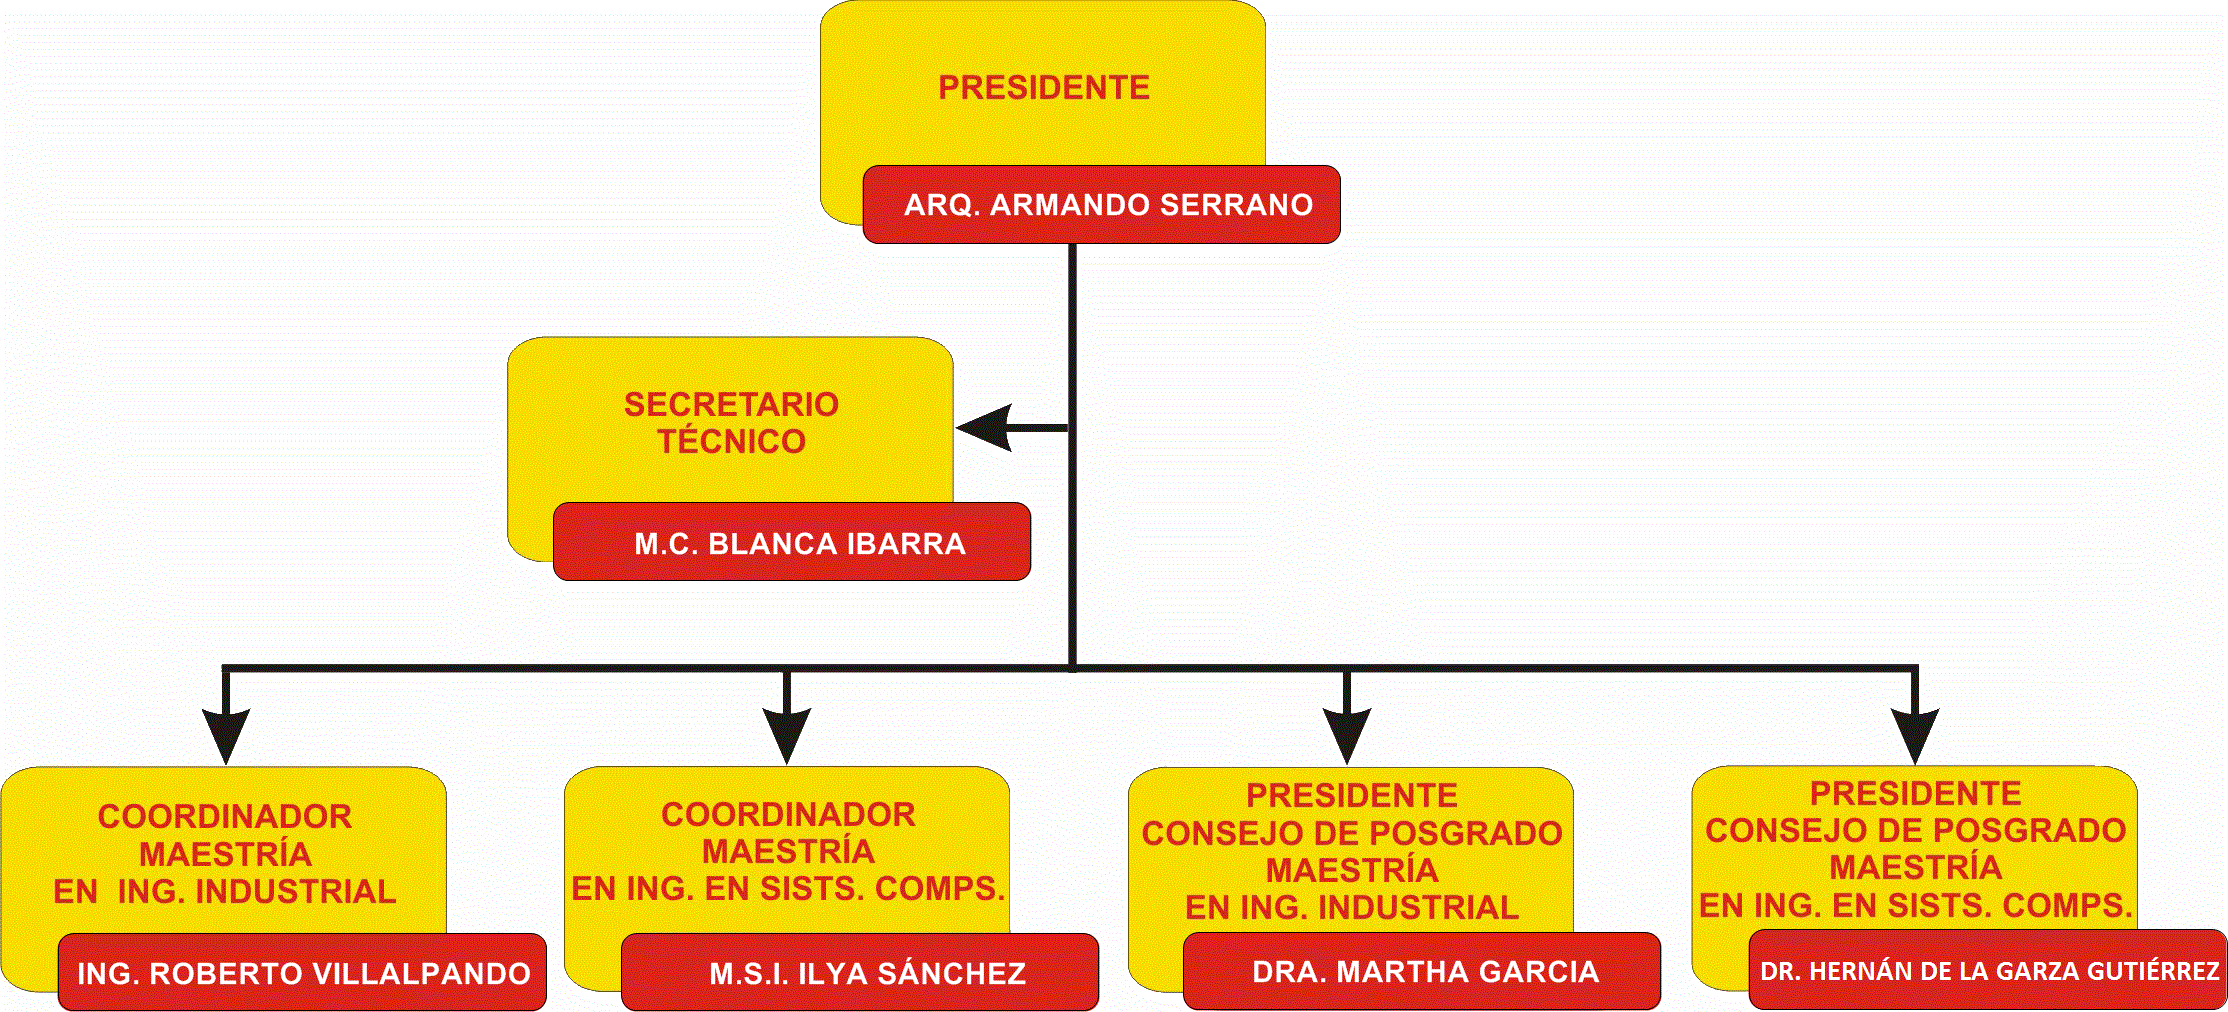 PRESIDENTE
ARQ. ARMANDO SERRANO
SECRETARIO
TÉCNICO
M.C. BLANCA IBARRA
COORDINADOR
MAESTRÍA
EN ING. INDUSTRIAL
ING. ROBERTO VILLALPANDO
COORDINADOR
MAESTRÍA
EN ING. EN SISTS. COMPS.
M.S.I. ILYA SÁNCHEZ
PRESIDENTE
CONSEJO DE POSGRADO
MAESTRÍA
EN ING. INDUSTRIAL
DRA. MARTHA GARCIA
PRESIDENTE
CONSEJO DE POSGRADO
MAESTRÍA
EN ING. EN SISTS. COMPS.
DR. HERNÁN DE LA GARZA GUTIÉRREZ